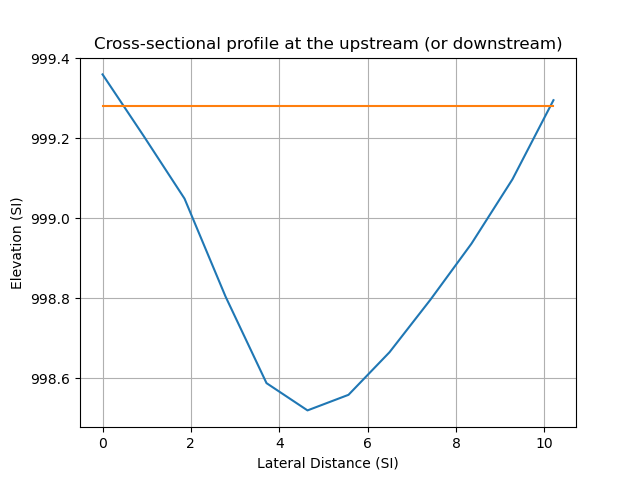 Cross-sectional profile at the upstream (or downstream)
999.4
999.2
999.0
998.8
998.6
Elevation (SI)
0 2 4 6 8 10
Lateral Distance (SI)